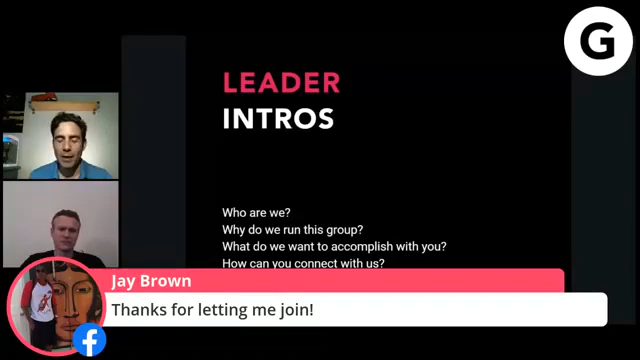 G
LEADER
INTROS
Who are we?
Why do we run this group?
What do we want to accomplish with you?
How can you connect with us?
Jay Brown
Thanks for letting me join!
f